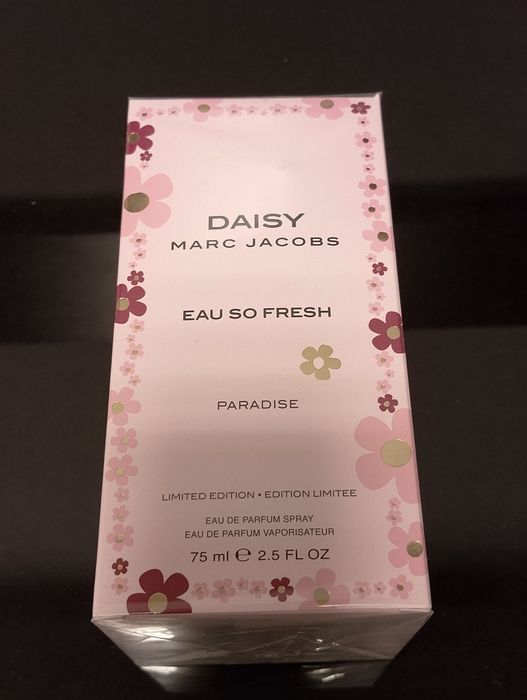 DAISY
MARC JACOBS
EAU SO FRESH
PARADISE
LIMITED EDITION • EDITION LIMITEE
EAU DE PARFUM SPRAY
EAU DE PARFUM VAPORISATEUR
75 ml ℮ 2.5 FL OZ